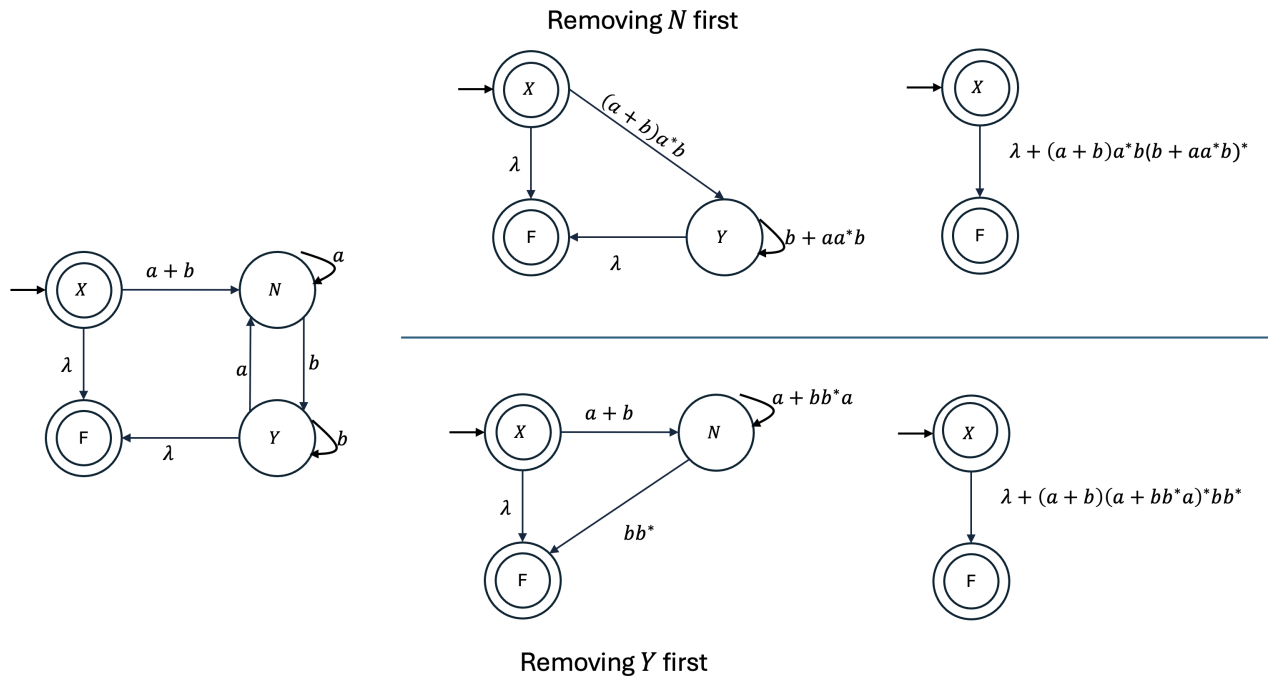 Removing N first
X
(a + b)a*b
λ
F
Y
b + aa*b
λ
X
λ + (a + b)a*b(b + aa*b)*
F
X
a + b
N
a
λ
a
b
F
λ
Y
b
X
a + b
N
a + bb*a
λ
bb*
F
X
λ + (a + b)(a + bb*a)*bb*
F
Removing Y first